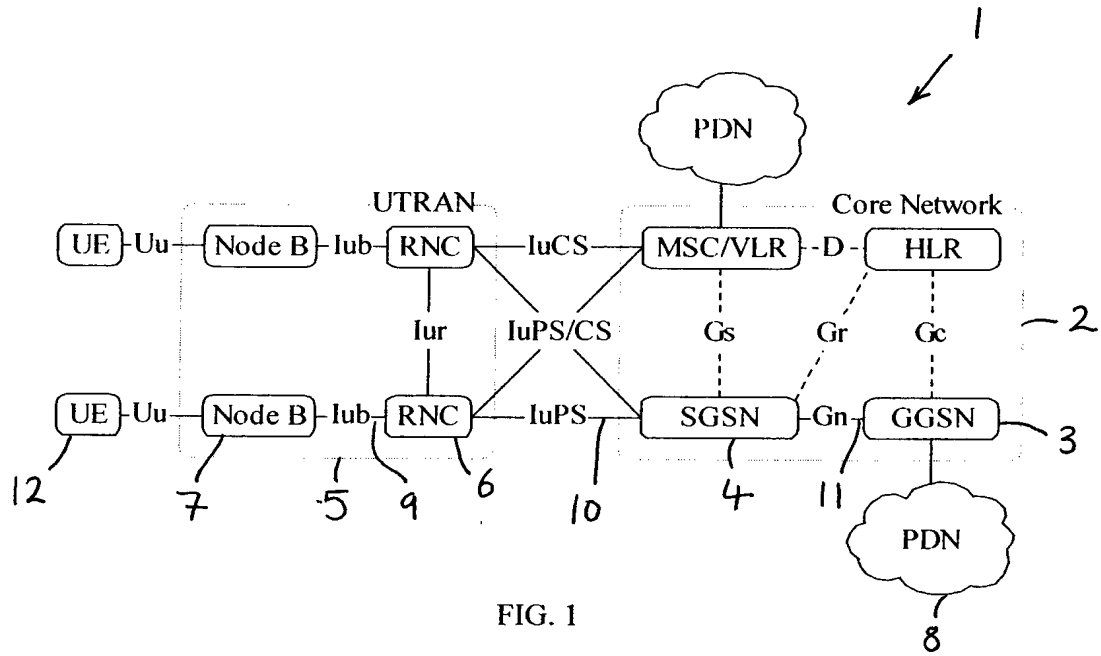 1
PDN
UTRAN
Core Network
UE Uu Node B Iub RNC IuCS MSC/VLR D HLR
Iur IuPS/CS Gs Gr Gc 2
UE Uu Node B Iub RNC IuPS SGSN Gn GGSN 3
12 7 5 9 6 10 4 11
PDN
8
FIG. 1